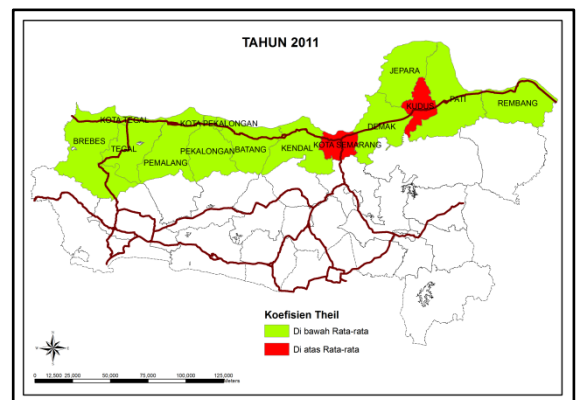 TAHUN 2011
JEPARA
KUDUS
PATI
REMBANG
KOTA TEGAL
KOTA PEKALONGAN
DEMAK
BREBES
TEGAL
PEKALONGAN
BATANG
KENDAL
KOTA SEMARANG
PEMALANG
Koefisien Theil
Di bawah Rata-rata
Di atas Rata-rata
0 12,500 25,000 50,000 75,000 100,000 125,000
Meters